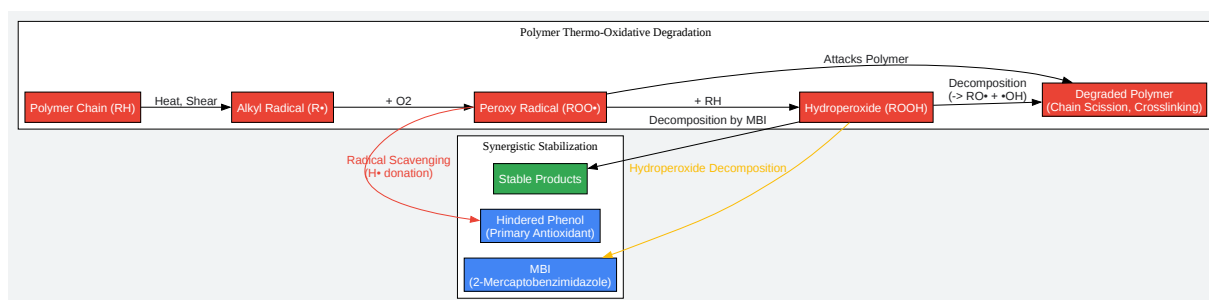 Polymer Thermo-Oxidative Degradation
Attacks Polymer
Polymer Chain (RH)
Heat, Shear
Alkyl Radical (R•)
+ O2
Peroxy Radical (ROO•)
+ RH
Hydroperoxide (ROOH)
Decomposition
(-> RO• + •OH)
Degraded Polymer
(Chain Scission, Crosslinking)
Decomposition by MBI
Synergistic Stabilization
Radical Scavenging
(H• donation)
Stable Products
Hydroperoxide Decomposition
Hindered Phenol
(Primary Antioxidant)
MBI
(2-Mercaptobenzimidazole)